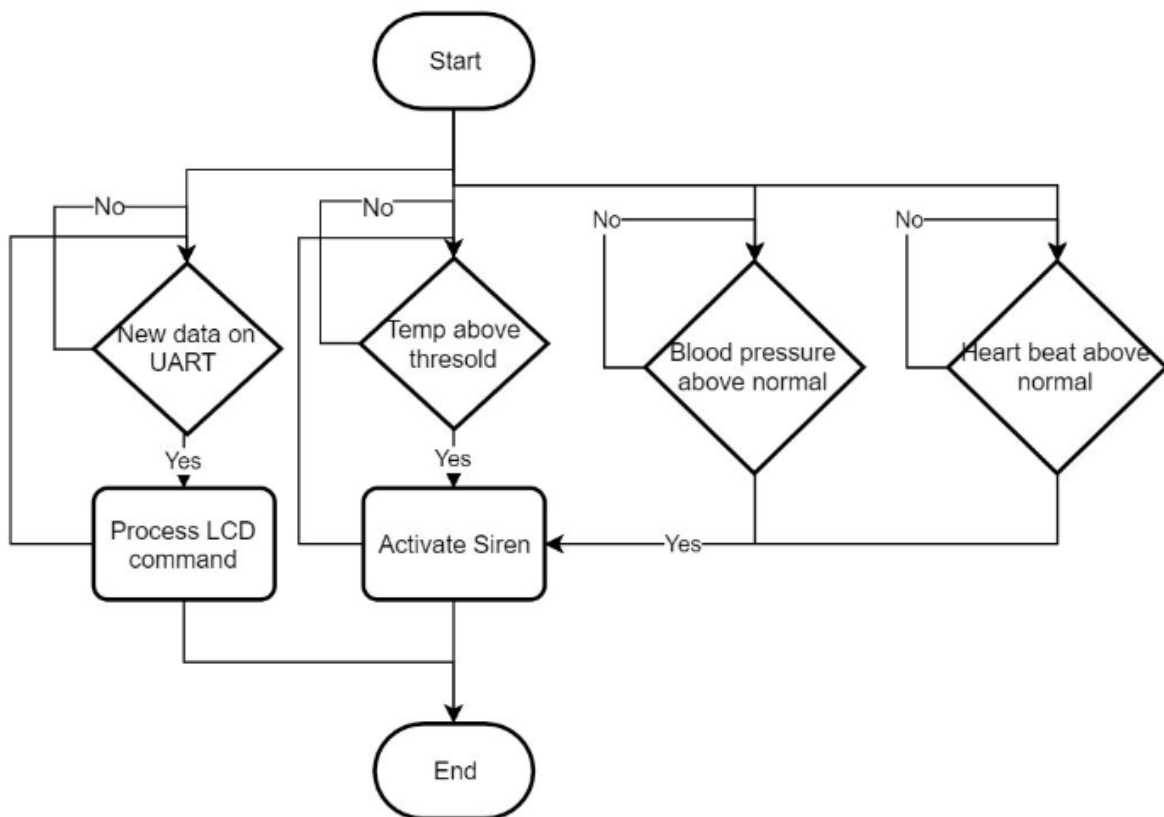 Start
No
No
No
No
New data on
UART
Temp above
thresold
Blood pressure
above normal
Heart beat above
normal
Yes
Yes
Process LCD
command
Activate Siren
Yes
End